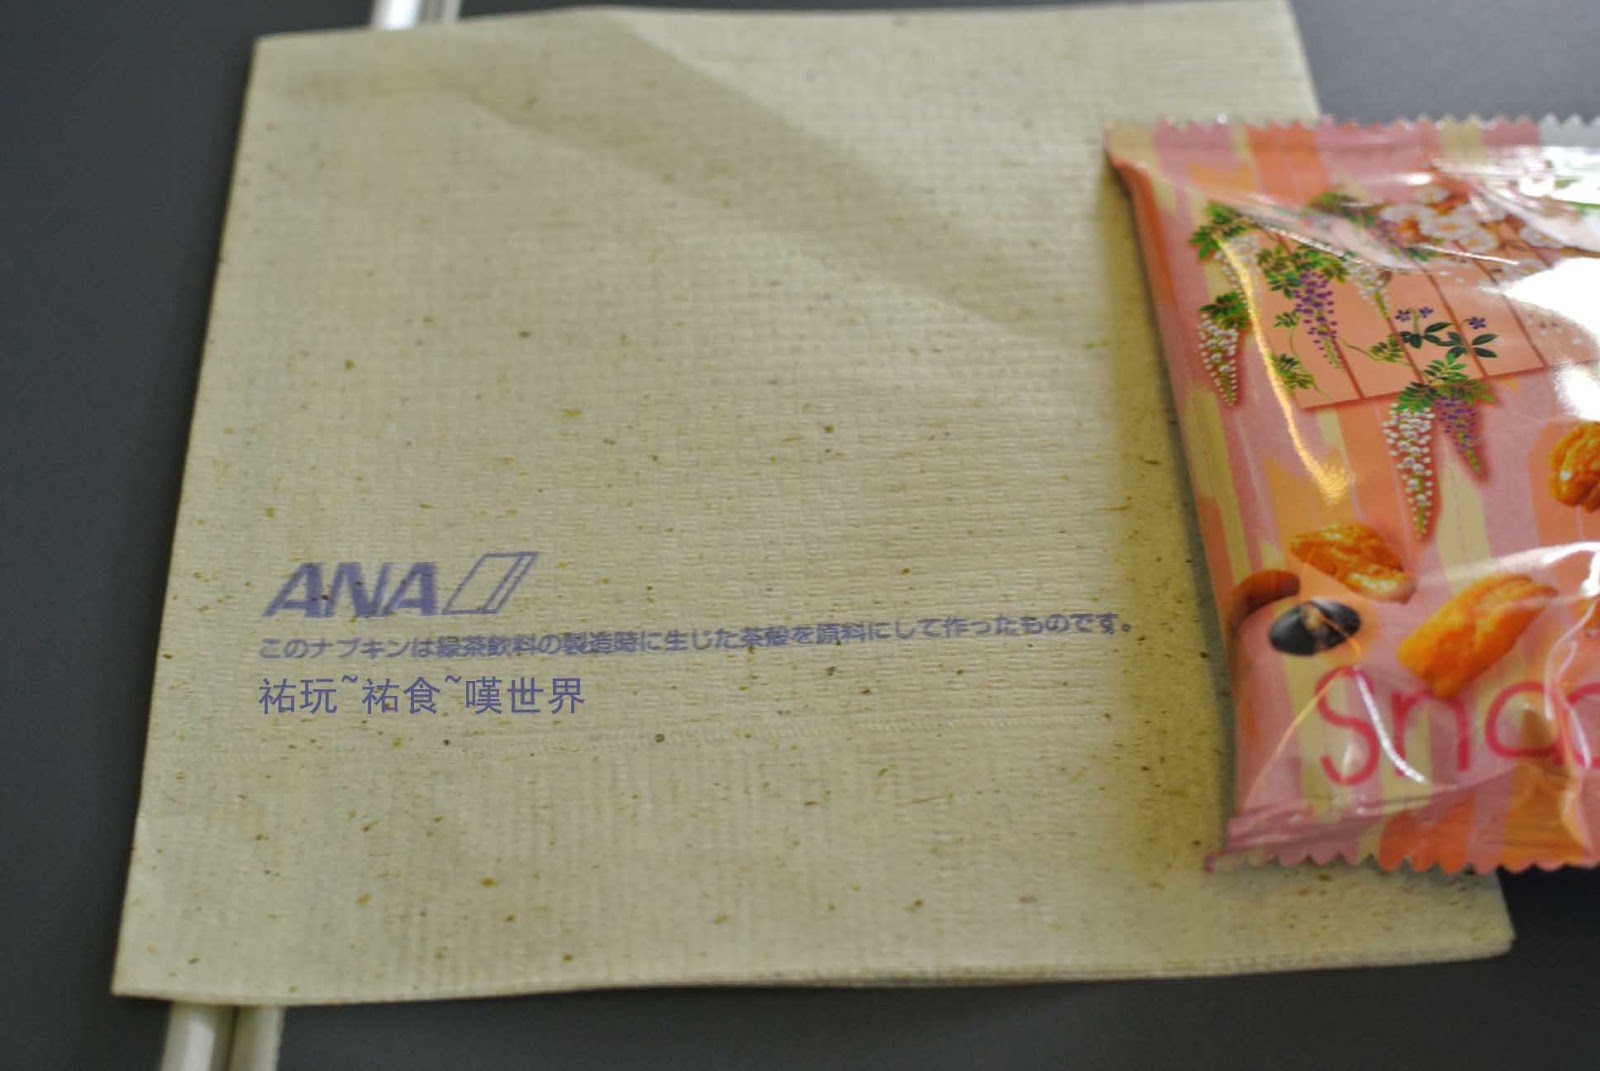 ANA
このナプキンは緑茶飲料の製造時に生じた茶殻を原料にして作ったものです。
祐玩~祐食~嘆世界